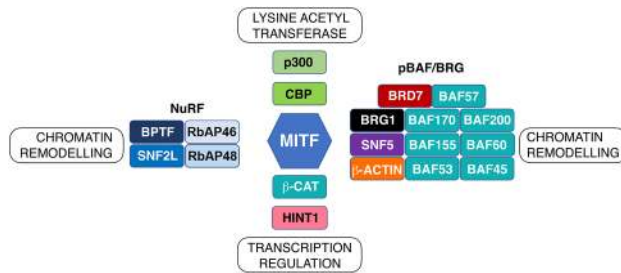 LYSINE ACETYL
TRANSFERASE
p300
pBAF/BRG
CBP
BRD7 BAF57
NuRF
BRG1 BAF170 BAF200
BPTF RbAP46
CHROMATIN
REMODELLING
MITF
SNF5 BAF155 BAF60
CHROMATIN
REMODELLING
SNF2L RbAP48
β-ACTIN BAF53 BAF45
β-CAT
HINT1
TRANSCRIPTION
REGULATION